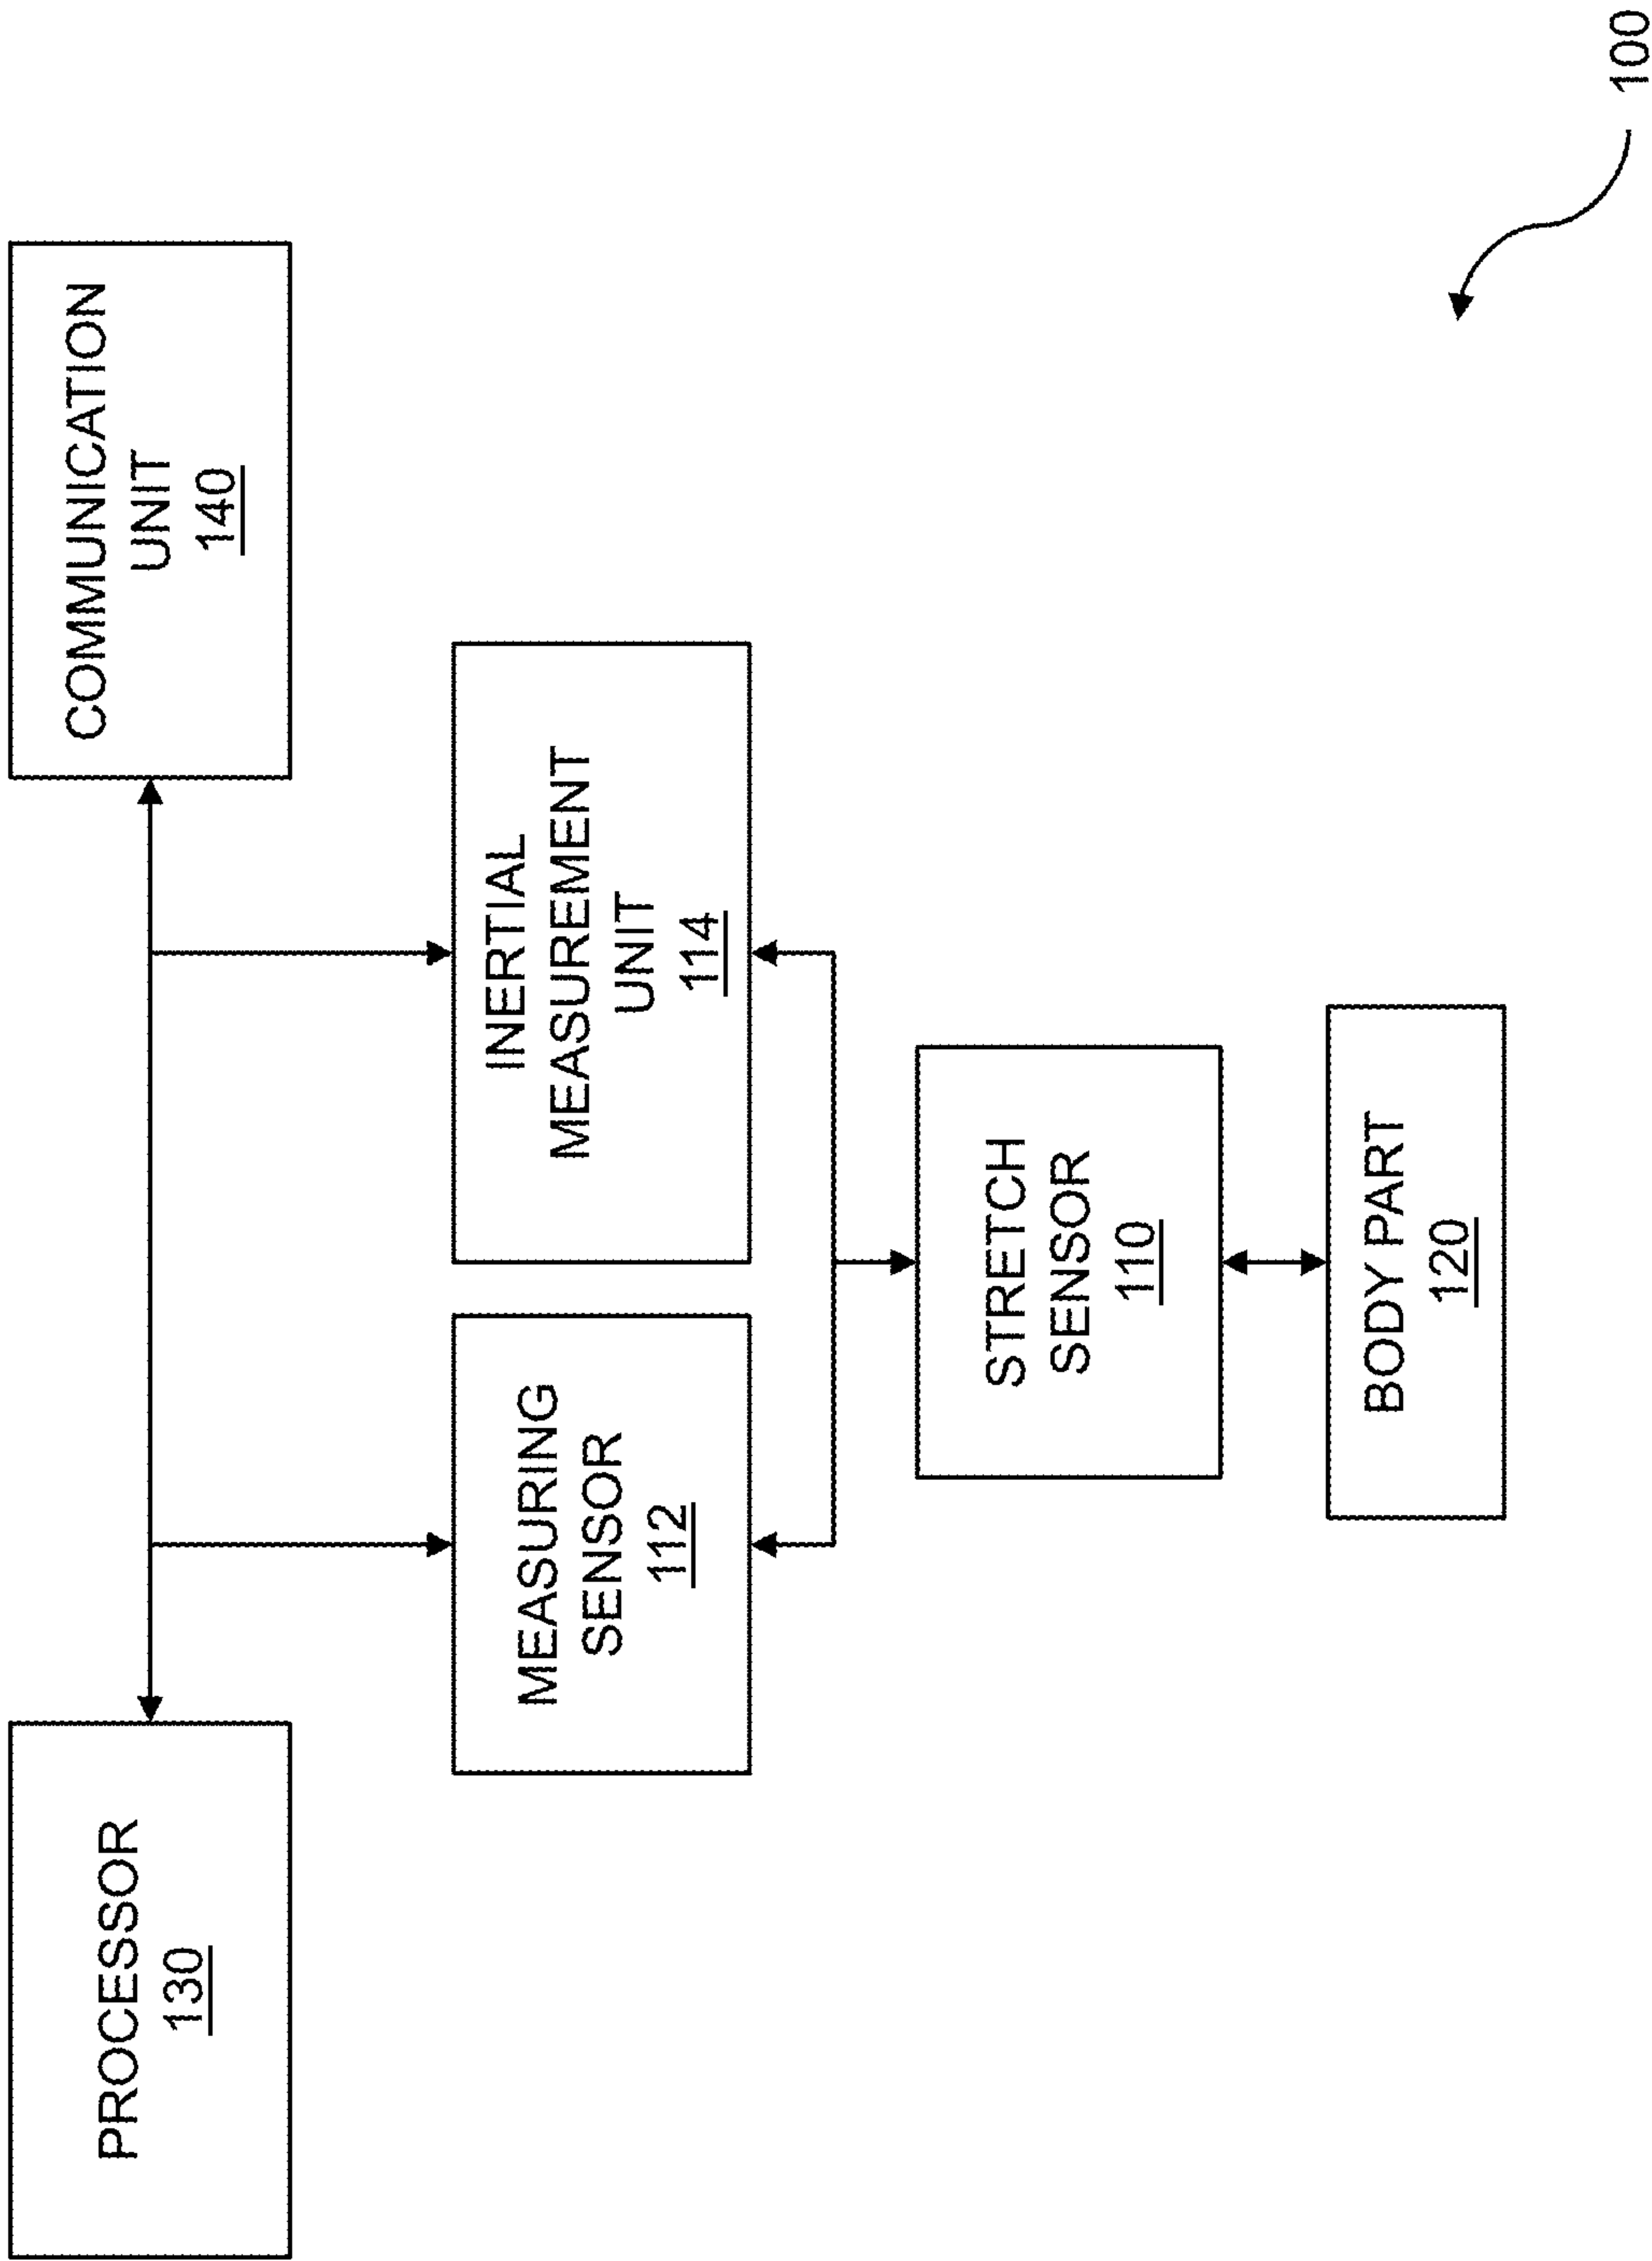 PROCESSOR
130
COMMUNICATION
UNIT
140
MEASURING
SENSOR
112
INERTIAL
MEASUREMENT
UNIT
114
STRETCH
SENSOR
110
BODY PART
120
100